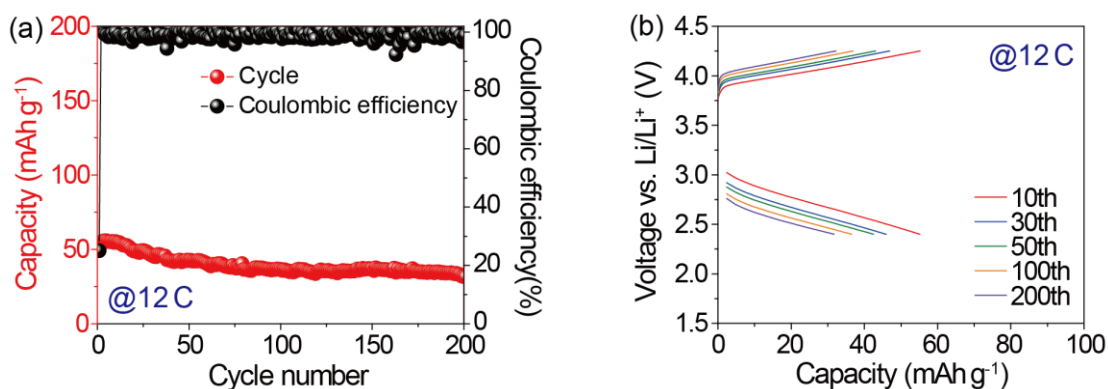 (a)
Capacity (mAh g⁻¹)
200
150
100
50
0
Cycle
Coulombic efficiency
@12 C
0
50
100
150
200
Cycle number
100
80
60
40
20
0
Coulombic efficiency(%)
(b)
Voltage vs. Li/Li⁺ (V)
4.5
4.0
3.5
3.0
2.5
2.0
1.5
@12 C
10th
30th
50th
100th
200th
0
20
40
60
80
100
Capacity (mAh g⁻¹)